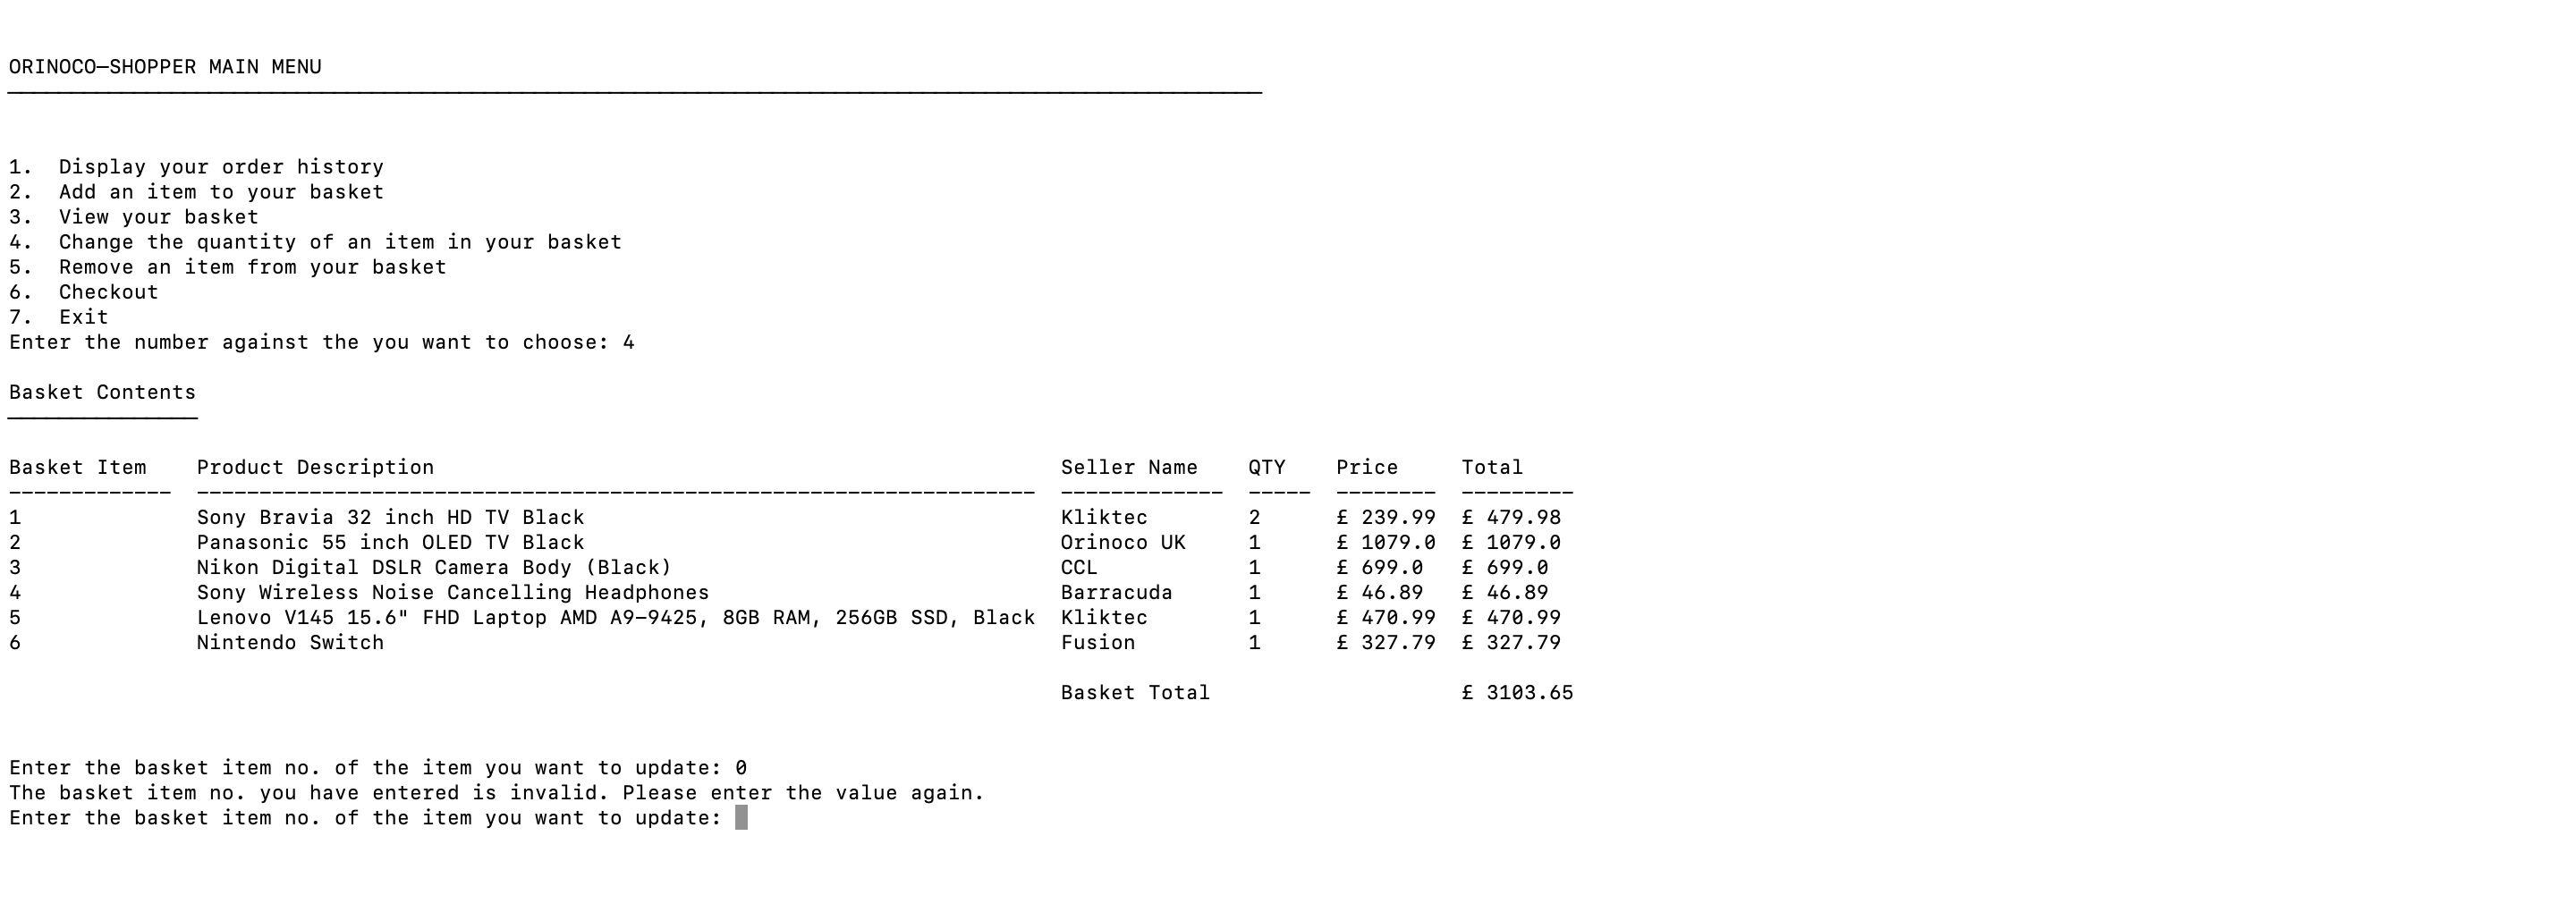 ORINOCO—SHOPPER MAIN MENU
1.  Display your order history
2.  Add an item to your basket
3.  View your basket
4.  Change the quantity of an item in your basket
5.  Remove an item from your basket
6.  Checkout
7.  Exit
Enter the number against the you want to choose: 4
Basket Contents
Basket Item    Product Description    Seller Name    QTY    Price    Total
1    Sony Bravia 32 inch HD TV Black    Kliktec    2    £ 239.99    £ 479.98
2    Panasonic 55 inch OLED TV Black    Orinoco UK    1    £ 1079.0    £ 1079.0
3    Nikon Digital DSLR Camera Body (Black)    CCL    1    £ 699.0    £ 699.0
4    Sony Wireless Noise Cancelling Headphones    Barracuda    1    £ 46.89    £ 46.89
5    Lenovo V145 15.6" FHD Laptop AMD A9—9425, 8GB RAM, 256GB SSD, Black    Kliktec    1    £ 470.99    £ 470.99
6    Nintendo Switch    Fusion    1    £ 327.79    £ 327.79
Basket Total    £ 3103.65
Enter the basket item no. of the item you want to update: 0
The basket item no. you have entered is invalid. Please enter the value again.
Enter the basket item no. of the item you want to update: